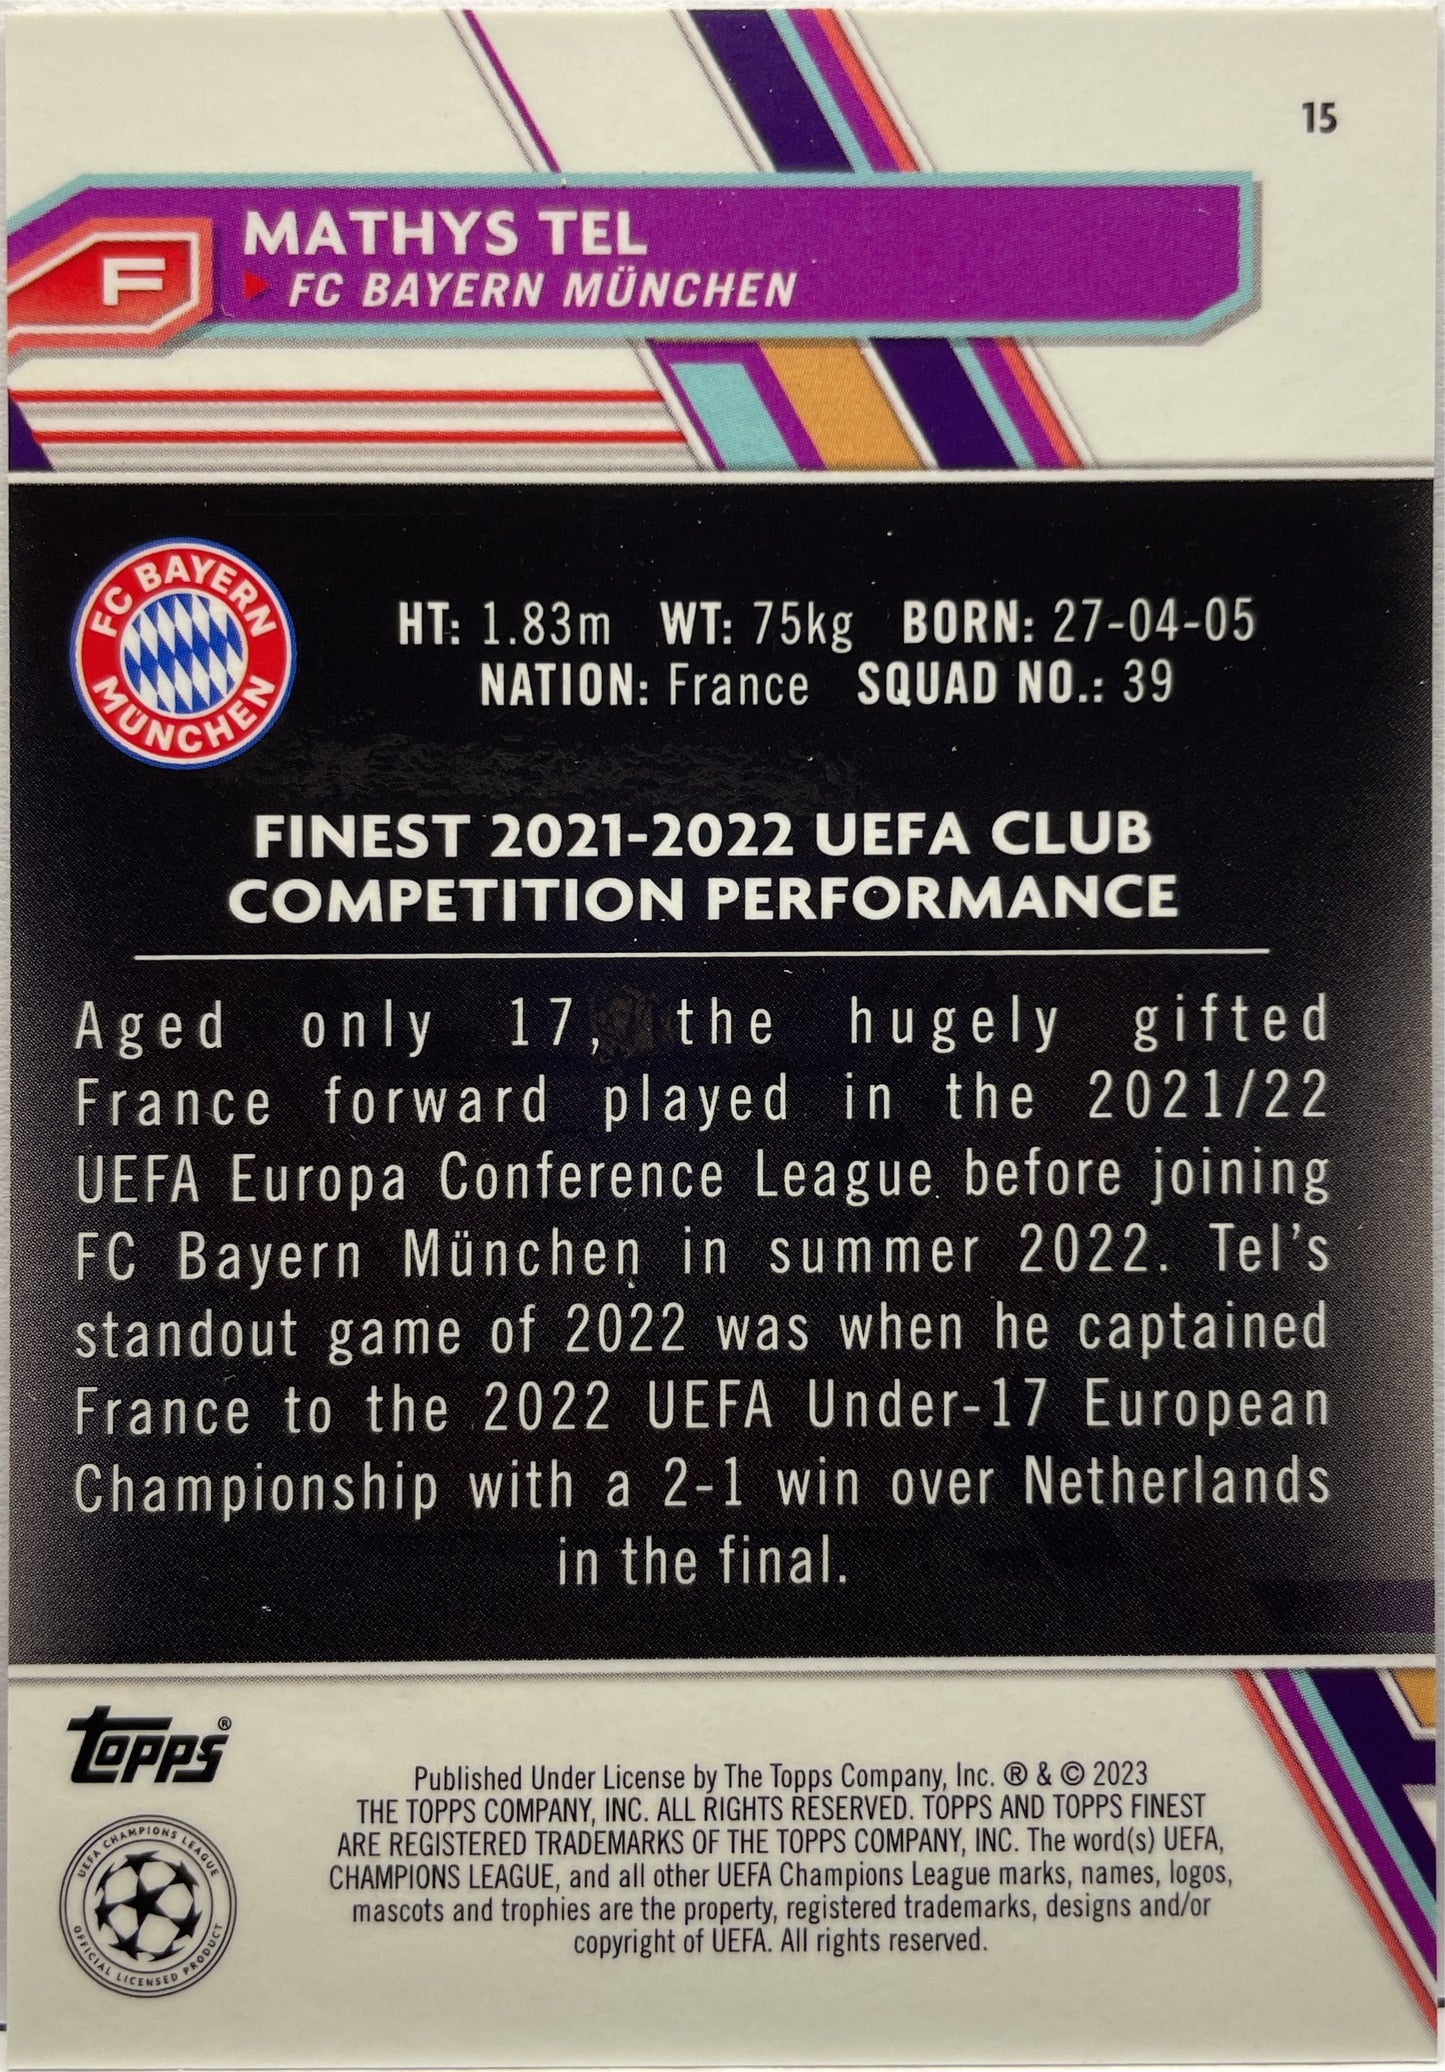 15
MATHYS TEL
F
FC BAYERN MÜNCHEN
FC BAYERN
MÜNCHEN
HT: 1.83m WT: 75kg BORN: 27-04-05
NATION: France SQUAD NO.: 39
FINEST 2021-2022 UEFA CLUB
COMPETITION PERFORMANCE
Aged only 17, the hugely gifted
France forward played in the 2021/22
UEFA Europa Conference League before joining
FC Bayern München in summer 2022. Tel's
standout game of 2022 was when he captained
France to the 2022 UEFA Under-17 European
Championship with a 2-1 win over Netherlands
in the final.
topps®
Published Under License by The Topps Company, Inc. ® & © 2023
THE TOPPS COMPANY, INC. ALL RIGHTS RESERVED. TOPPS AND TOPPS FINEST
ARE REGISTERED TRADEMARKS OF THE TOPPS COMPANY, INC. The word(s) UEFA,
CHAMPIONS LEAGUE, and all other UEFA Champions League marks, names, logos,
mascots and trophies are the property, registered trademarks, designs and/or
copyright of UEFA. All rights reserved.
UEFA CHAMPIONS LEAGUE
OFFICIAL LICENSED PRODUCT